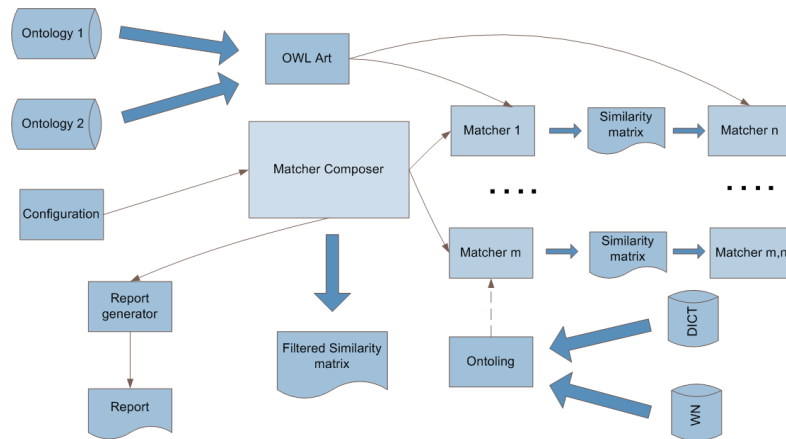 Ontology 1
OWL Art
Ontology 2
Matcher 1
Similarity
matrix
Matcher n
Matcher Composer
Configuration
Matcher m
Similarity
matrix
Matcher m,n
Report
generator
Filtered Similarity
matrix
Ontoling
DICT
Report
WN